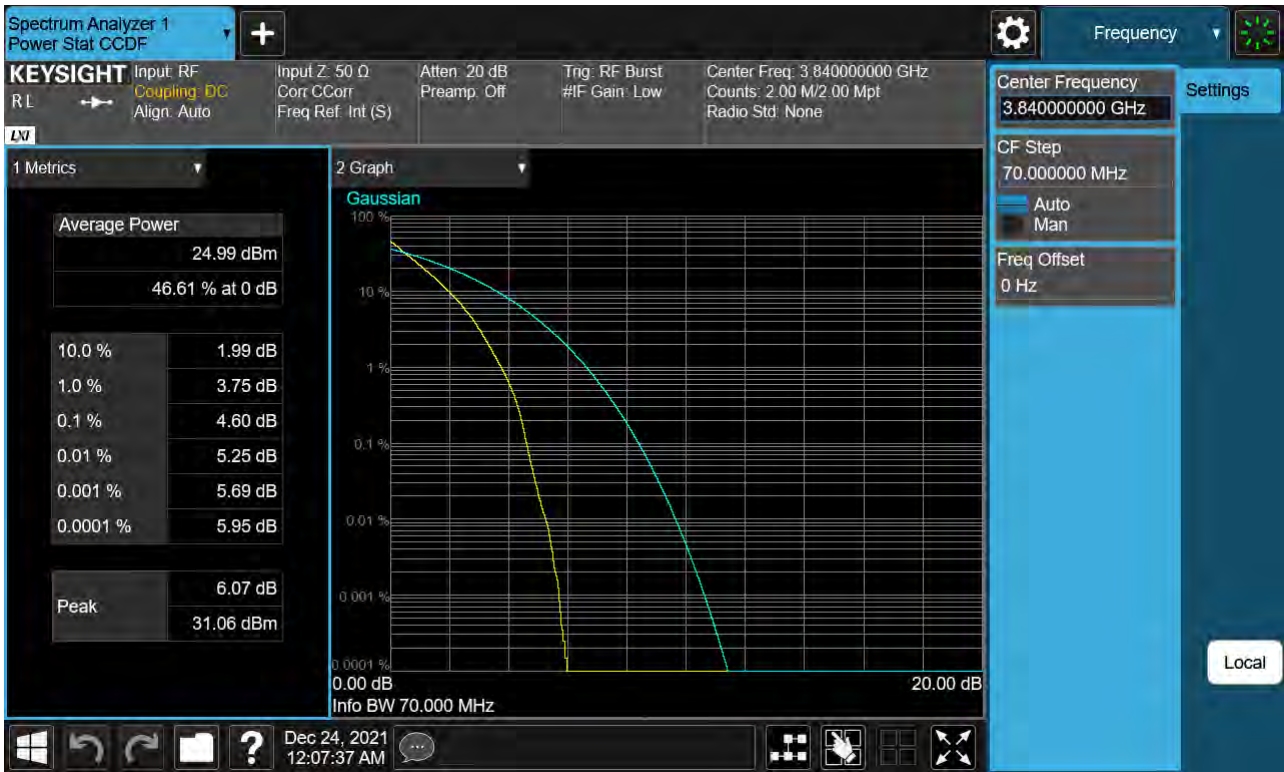 Spectrum Analyzer 1
Power Stat CCDF
+
Frequency
KEYSIGHT
RL
LXI
Input: RF
Coupling: DC
Align: Auto
Input Z: 50 Ω
Corr CCorr
Freq Ref: Int (S)
Atten: 20 dB
Preamp: Off
Trig: RF Burst
#IF Gain: Low
Center Freq: 3.840000000 GHz
Counts: 2.00 M/2.00 Mpt
Radio Std: None
Center Frequency
3.840000000 GHz
Settings
CF Step
70.000000 MHz
Auto
Man
Freq Offset
0 Hz
Local
1 Metrics
Average Power
24.99 dBm
46.61 % at 0 dB
10.0 % 1.99 dB
1.0 % 3.75 dB
0.1 % 4.60 dB
0.01 % 5.25 dB
0.001 % 5.69 dB
0.0001 % 5.95 dB
Peak
6.07 dB
31.06 dBm
2 Graph
Gaussian
100 %
10 %
1 %
0.1 %
0.01 %
0.001 %
0.0001 %
0.00 dB 20.00 dB
Info BW 70.000 MHz
?
Dec 24, 2021
12:07:37 AM